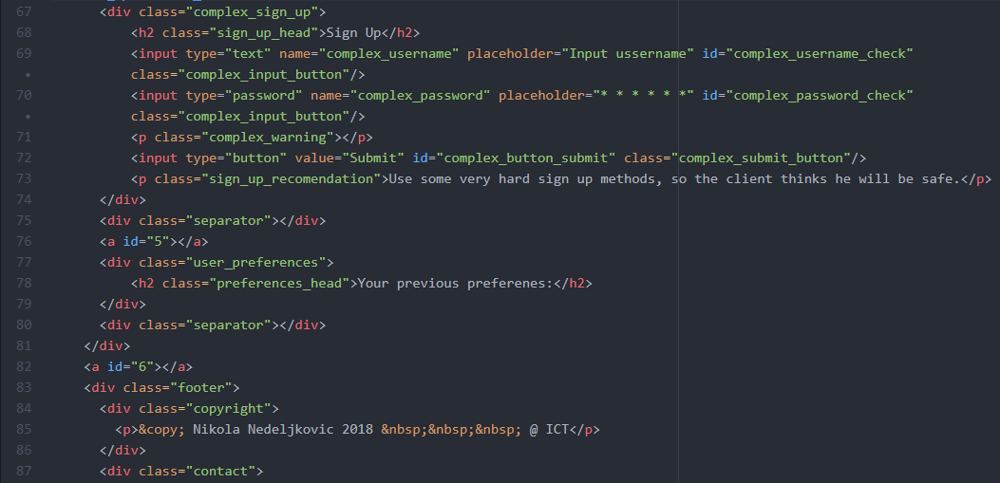 67 <div class="complex_sign_up">
68 <h2 class="sign_up_head">Sign Up</h2>
69 <input type="text" name="complex_username" placeholder="Input ussername" id="complex_username_check"
• class="complex_input_button"/>
70 <input type="password" name="complex_password" placeholder="* * * * * *" id="complex_password_check"
• class="complex_input_button"/>
71 <p class="complex_warning"></p>
72 <input type="button" value="Submit" id="complex_button_submit" class="complex_submit_button"/>
73 <p class="sign_up_recomendation">Use some very hard sign up methods, so the client thinks he will be safe.</p>
74 </div>
75 <div class="separator"></div>
76 <a id="5"></a>
77 <div class="user_preferences">
78 <h2 class="preferences_head">Your previous preferenes:</h2>
79 </div>
80 <div class="separator"></div>
81 </div>
82 <a id="6"></a>
83 <div class="footer">
84 <div class="copyright">
85 <p>&copy; Nikola Nedeljkovic 2018 &nbsp;&nbsp;&nbsp; @ ICT</p>
86 </div>
87 <div class="contact">